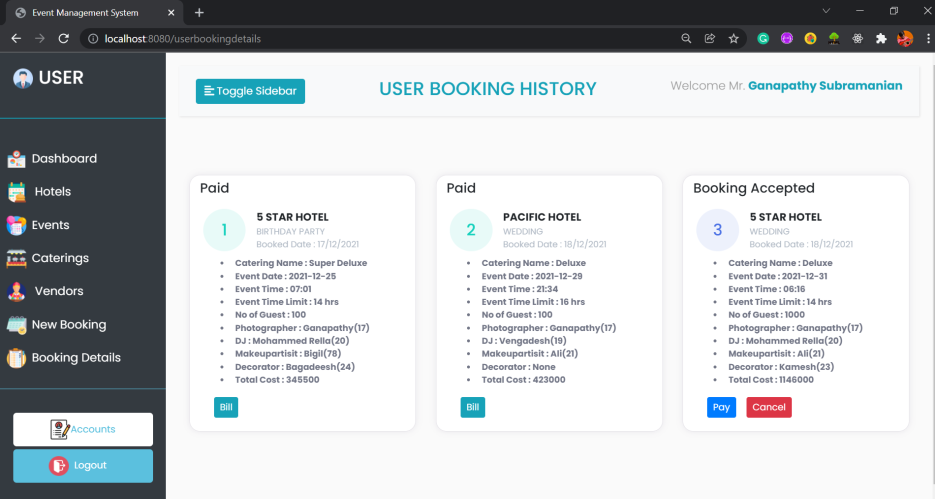 Event Management System
localhost:8080/userbookingdetails
USER
Toggle Sidebar
USER BOOKING HISTORY
Welcome Mr. Ganapathy Subramanian
Dashboard
Hotels
Events
Caterings
Vendors
New Booking
Booking Details
Accounts
Logout
Paid
1
5 STAR HOTEL
BIRTHDAY PARTY
Booked Date : 17/12/2021
Catering Name : Super Deluxe
Event Date : 2021-12-25
Event Time : 07:01
Event Time Limit : 14 hrs
No of Guest : 100
Photographer : Ganapathy(17)
DJ : Mohammed Rella(20)
Makeupartisit : Bigil(78)
Decorator : Bagadeesh(24)
Total Cost : 345500
Bill
Paid
2
PACIFIC HOTEL
WEDDING
Booked Date : 18/12/2021
Catering Name : Deluxe
Event Date : 2021-12-29
Event Time : 21:34
Event Time Limit : 16 hrs
No of Guest : 100
Photographer : Ganapathy(17)
DJ : Vengadesh(19)
Makeupartisit : Ali(21)
Decorator : None
Total Cost : 423000
Bill
Booking Accepted
3
5 STAR HOTEL
WEDDING
Booked Date : 18/12/2021
Catering Name : Deluxe
Event Date : 2021-12-31
Event Time : 06:16
Event Time Limit : 14 hrs
No of Guest : 1000
Photographer : Ganapathy(17)
DJ : Mohammed Rella(20)
Makeupartisit : Ali(21)
Decorator : Kamesh(23)
Total Cost : 1146000
Pay
Cancel